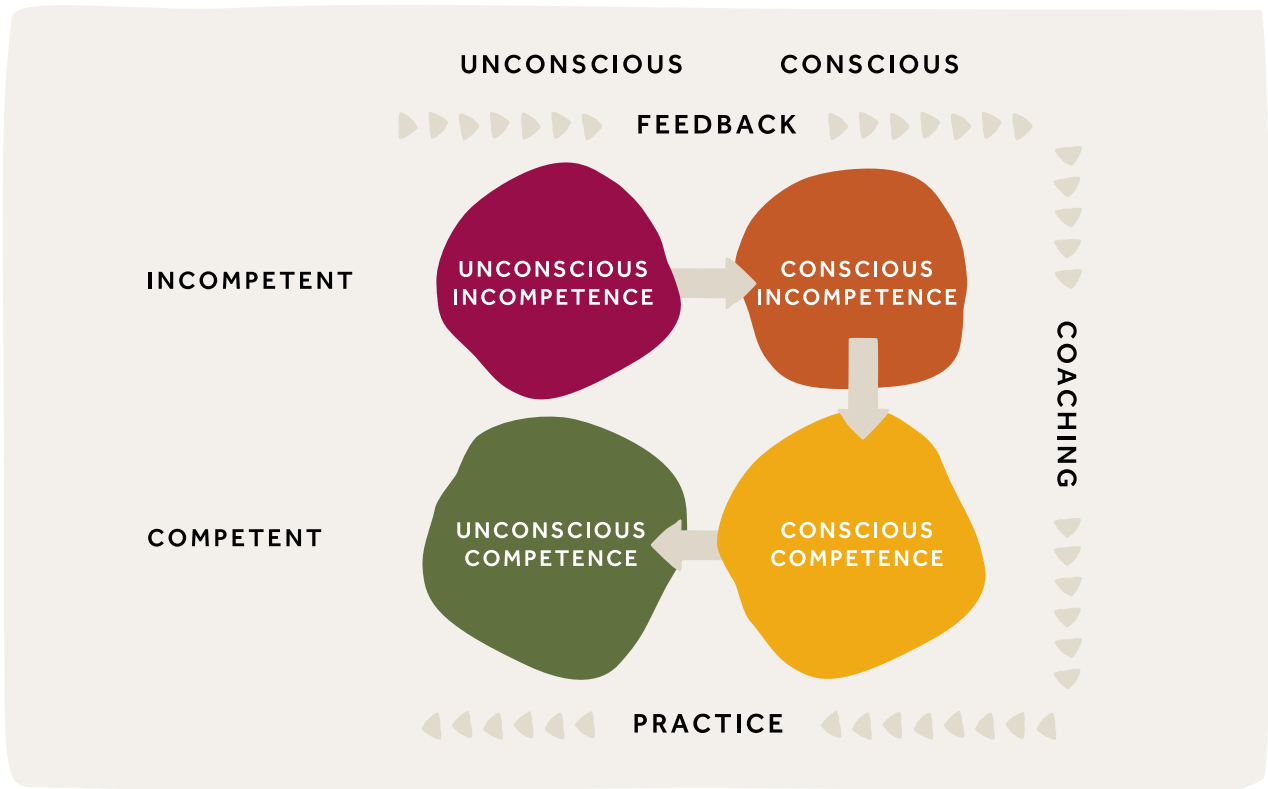 UNCONSCIOUS
CONSCIOUS
FEEDBACK
INCOMPETENT
UNCONSCIOUS
INCOMPETENCE
CONSCIOUS
INCOMPETENCE
COACHING
COMPETENT
UNCONSCIOUS
COMPETENCE
CONSCIOUS
COMPETENCE
PRACTICE